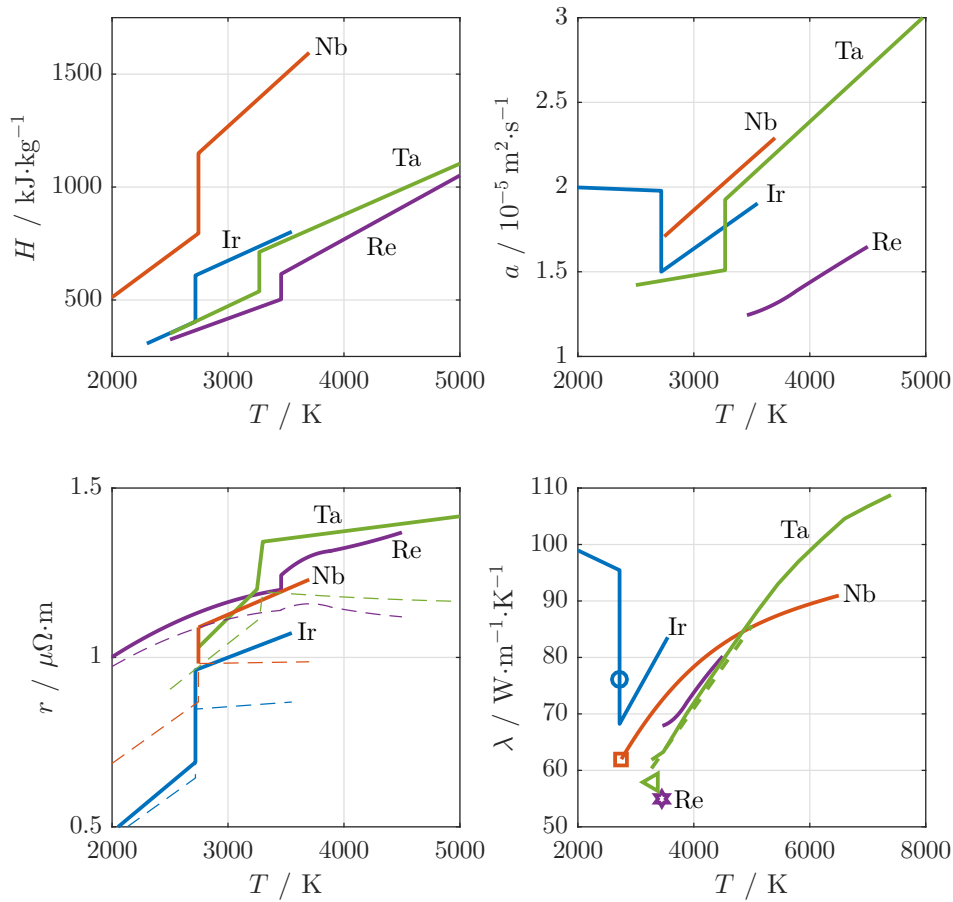 1500
1000
500
2000 3000 4000 5000
T / K
H / kJ·kg⁻¹
Nb
Ta
Ir
Re
3
2.5
2
1.5
1
2000 3000 4000 5000
T / K
a / 10⁻⁵ m²·s⁻¹
Ta
Nb
Ir
Re
1.5
1
0.5
2000 3000 4000 5000
T / K
r / μΩ·m
Ta
Re
Nb
Ir
110
100
90
80
70
60
50
2000 4000 6000 8000
T / K
λ / W·m⁻¹·K⁻¹
Ta
Nb
Ir
Re